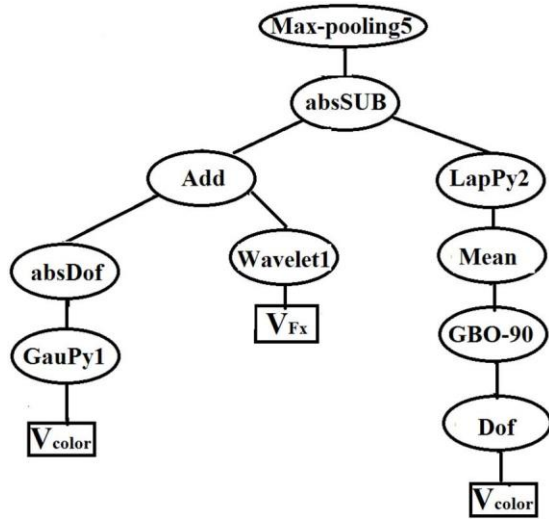 Max-pooling5
absSUB
Add
LapPy2
absDof
Wavelet1
Mean
VFx
GauPy1
GBO-90
Vcolor
Dof
Vcolor